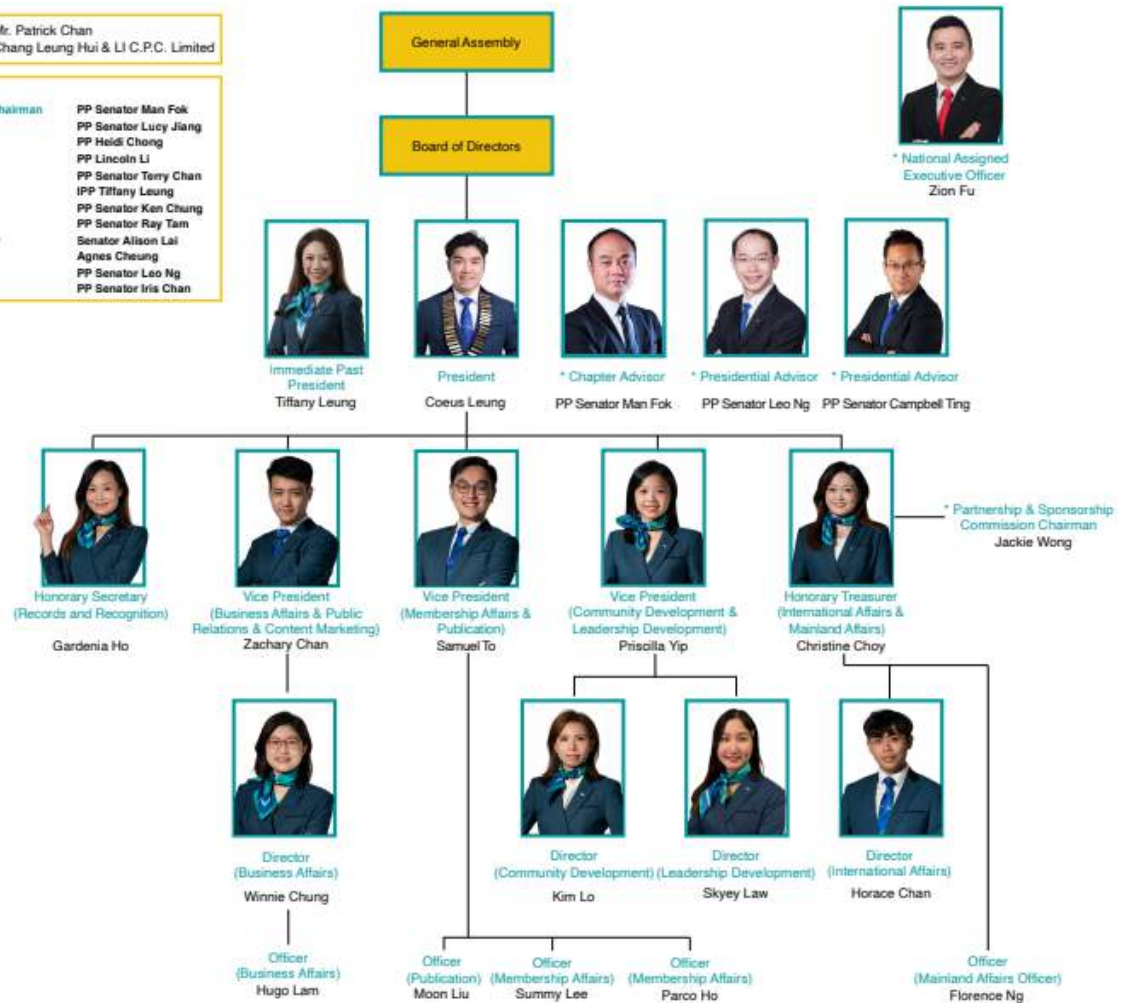 Mr. Patrick Chan
Chang Leung Hui & LI C.P.C. Limited
PP Senator Man Fok
PP Senator Lucy Jiang
PP Heidi Chong
PP Lincoln Li
PP Senator Terry Chan
IPP Tiffany Leung
PP Senator Ken Chung
PP Senator Ray Tam
Senator Alison Lai
Agnes Cheung
PP Senator Leo Ng
PP Senator Iris Chan
General Assembly
Board of Directors
* National Assigned
Executive Officer
Zion Fu
Immediate Past
President
Tiffany Leung
President
Coeus Leung
* Chapter Advisor
PP Senator Man Fok
* Presidential Advisor
PP Senator Leo Ng
* Presidential Advisor
PP Senator Campbell Ting
Honorary Secretary
(Records and Recognition)
Gardenia Ho
Vice President
(Business Affairs & Public
Relations & Content Marketing)
Zachary Chan
Vice President
(Membership Affairs &
Publication)
Samuel To
Vice President
(Community Development &
Leadership Development)
Priscilla Yip
Honorary Treasurer
(International Affairs &
Mainland Affairs)
Christine Choy
* Partnership & Sponsorship
Commission Chairman
Jackie Wong
Director
(Business Affairs)
Winnie Chung
Director
(Community Development)
Kim Lo
Director
(Leadership Development)
Skyey Law
Director
(International Affairs)
Horace Chan
Officer
(Business Affairs)
Hugo Lam
Officer
(Publication)
Moon Liu
Officer
(Membership Affairs)
Summy Lee
Officer
(Membership Affairs)
Parco Ho
Officer
(Mainland Affairs Officer)
Florence Ng